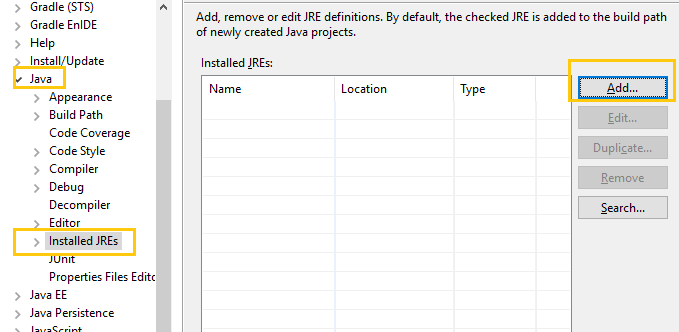 Gradle (STS)
Gradle EnIDE
Help
Install/Update
Java
Appearance
Build Path
Code Coverage
Code Style
Compiler
Debug
Decompiler
Editor
Installed JREs
JUnit
Properties Files Edito
Java EE
Java Persistence
JavaScript
Add, remove or edit JRE definitions. By default, the checked JRE is added to the build path
of newly created Java projects.
Installed JREs:
Name Location Type
Add...
Edit...
Duplicate...
Remove
Search...